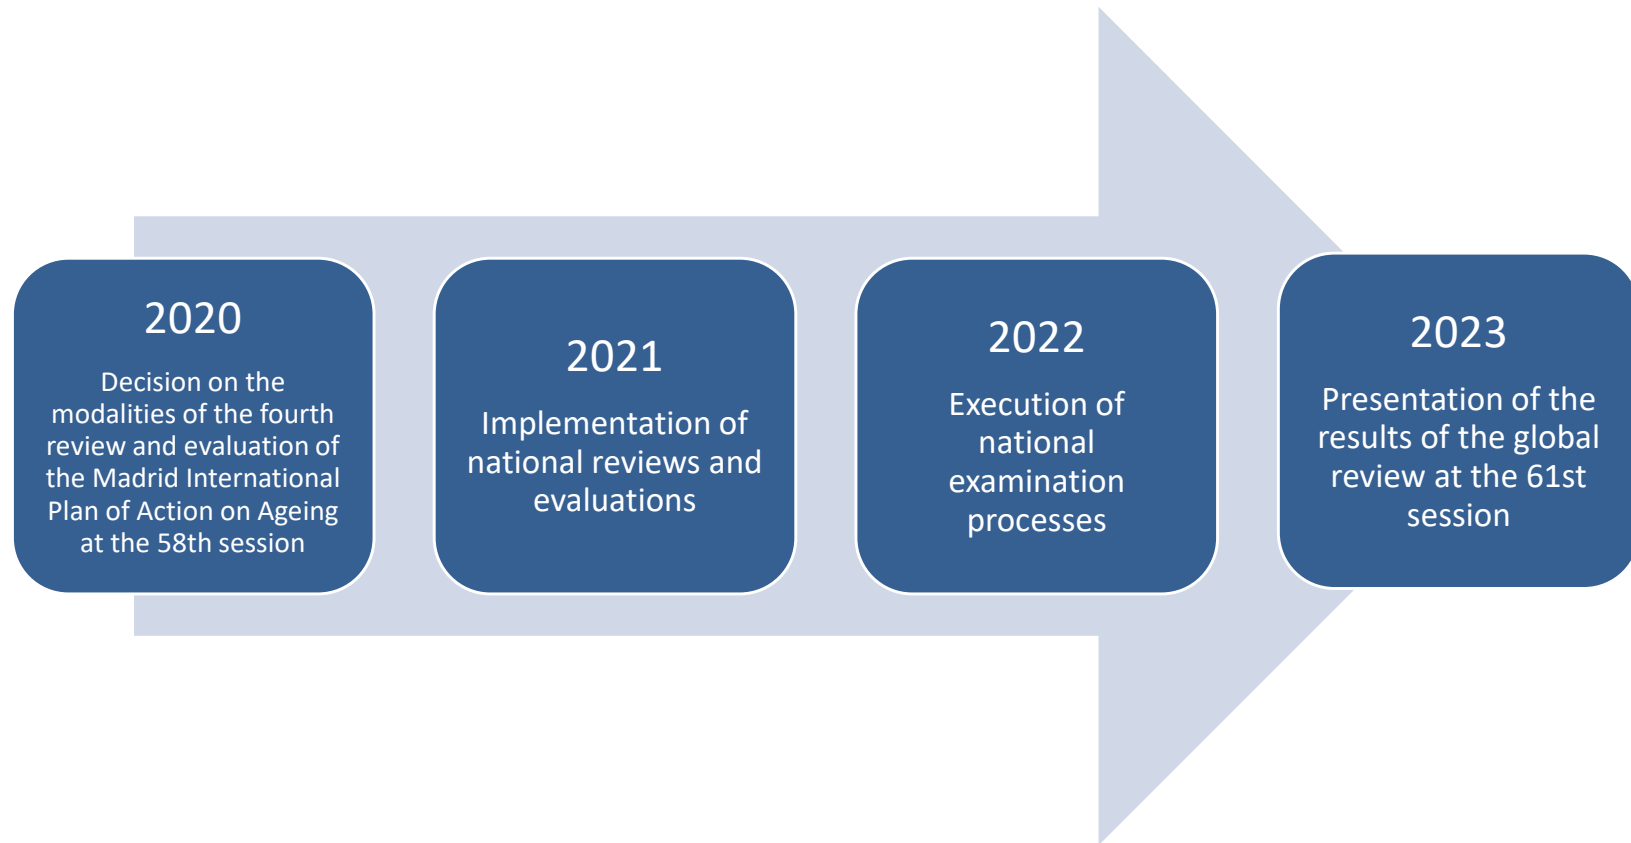 2020
Decision on the
modalities of the fourth
review and evaluation of
the Madrid International
Plan of Action on Ageing
at the 58th session
2021
Implementation of
national reviews and
evaluations
2022
Execution of
national
examination
processes
2023
Presentation of the
results of the global
review at the 61st
session